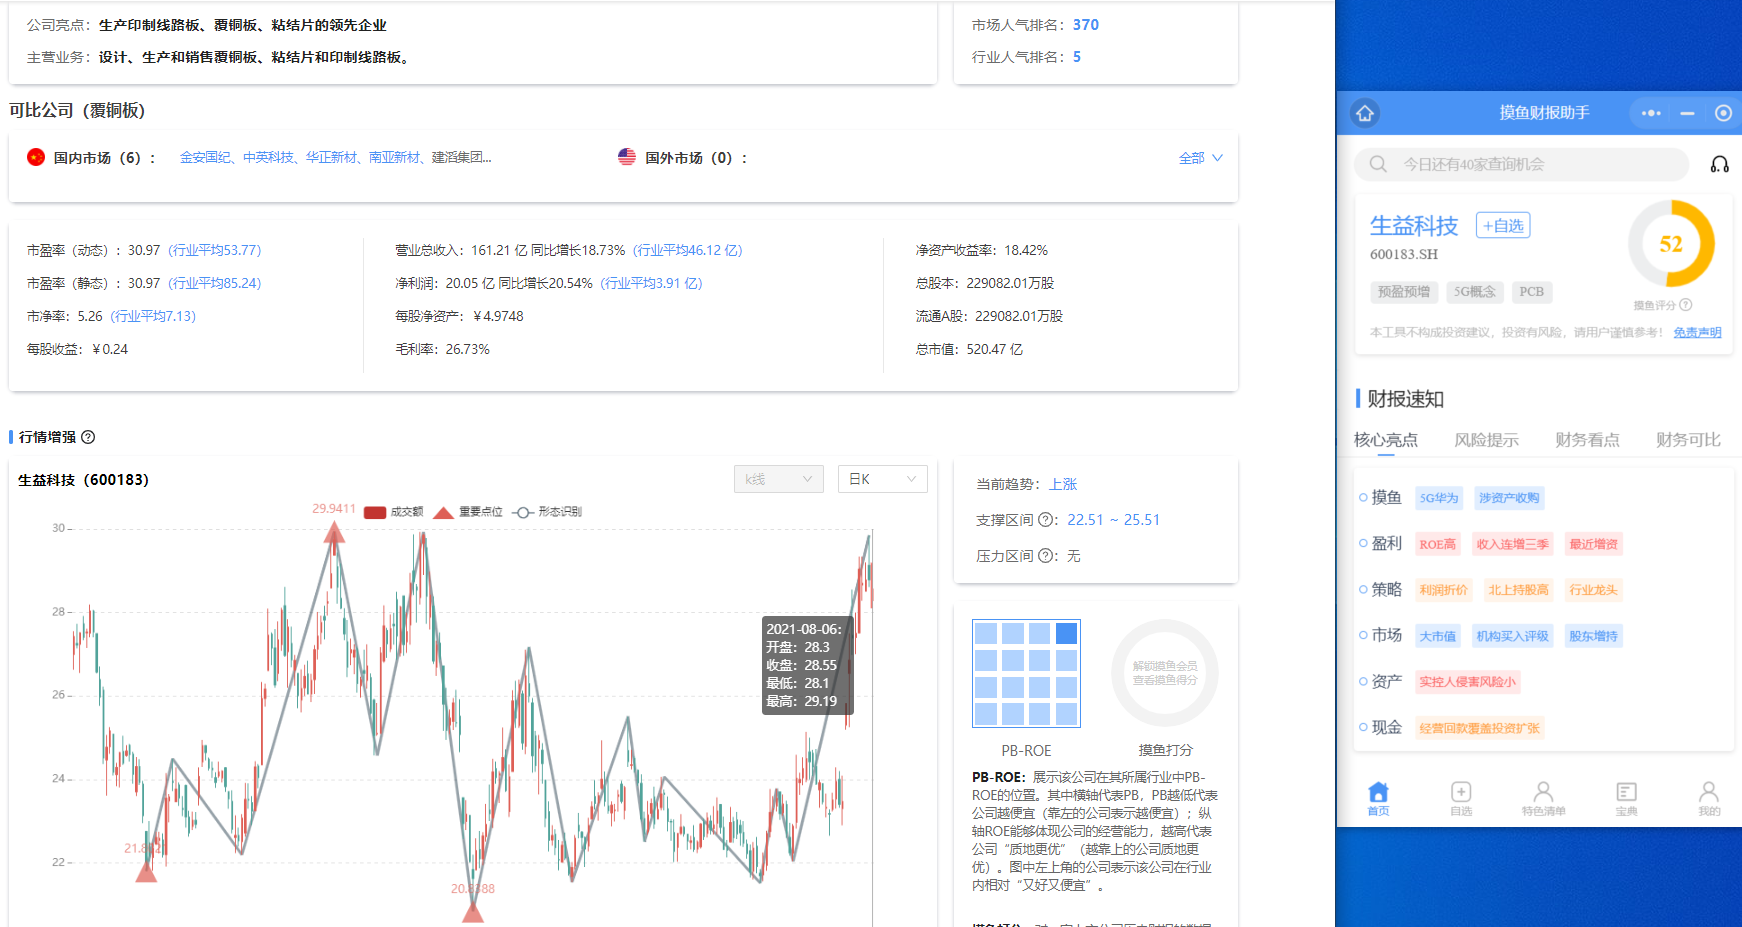 公司亮点：生产印制线路板、覆铜板、粘结片的领先企业
主营业务：设计、生产和销售覆铜板、粘结片和印制线路板。
市场人气排名：370
行业人气排名：5
可比公司（覆铜板）
国内市场（6）： 金安国纪、中英科技、华正新材、南亚新材、建滔集团...
国外市场（0）：
全部
市盈率（动态）：30.97（行业平均53.77）
市盈率（静态）：30.97（行业平均85.24）
市净率：5.26（行业平均7.13）
每股收益：￥0.24
营业总收入：161.21 亿 同比增长18.73%（行业平均46.12 亿）
净利润：20.05 亿 同比增长20.54%（行业平均3.91 亿）
每股净资产：￥4.9748
毛利率：26.73%
净资产收益率：18.42%
总股本：229082.01万股
流通A股：229082.01万股
总市值：520.47 亿
行情增强
生益科技（600183）
k线
日K
成交额 重要点位 形态识别
29.9411
30
28
26
24
22
20.8388
2021-08-06:
开盘：28.3
收盘：28.55
最低：28.1
最高：29.19
当前趋势：上涨
支撑区间：22.51 ~ 25.51
压力区间：无
解锁摸鱼会员
查看摸鱼得分
PB-ROE
摸鱼打分
PB-ROE：展示该公司在其所属行业中PB-
ROE的位置。其中横轴代表PB，PB越低代表
公司越便宜（靠左的公司表示越便宜）；纵
轴ROE能够体现公司的经营能力，越高代表
公司“质地更优”（越靠上的公司质地更
优）。图中左上角的公司表示该公司在行业
内相对“又好又便宜”。
摸鱼财报助手
今日还有40家查询机会
生益科技 +自选
600183.SH
预盈预增 5G概念 PCB
52
摸鱼评分
本工具不构成投资建议，投资有风险，请用户谨慎参考！ 免责声明
财报速知
核心亮点 风险提示 财务看点 财务可比
摸鱼 5G华为 涉资产收购
盈利 ROE高 收入连增三季 最近增资
策略 利润折价 北上持股高 行业龙头
市场 大市值 机构买入评级 股东增持
资产 实控人侵害风险小
现金 经营回款覆盖投资扩张
首页 自选 特色清单 宝典 我的